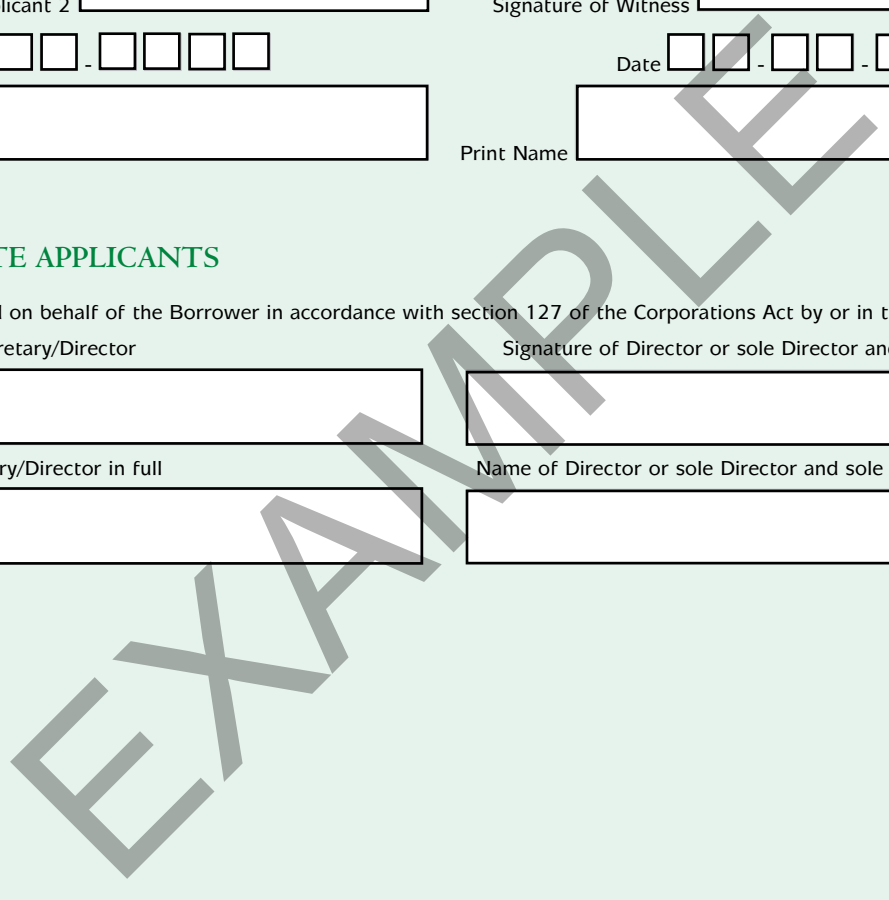 licant 2 Signature of Witness
- Date - -
Print Name
TE APPLICANTS
on behalf of the Borrower in accordance with section 127 of the Corporations Act by or in t
retary/Director Signature of Director or sole Director an
ry/Director in full Name of Director or sole Director and sole
EXAMPLE